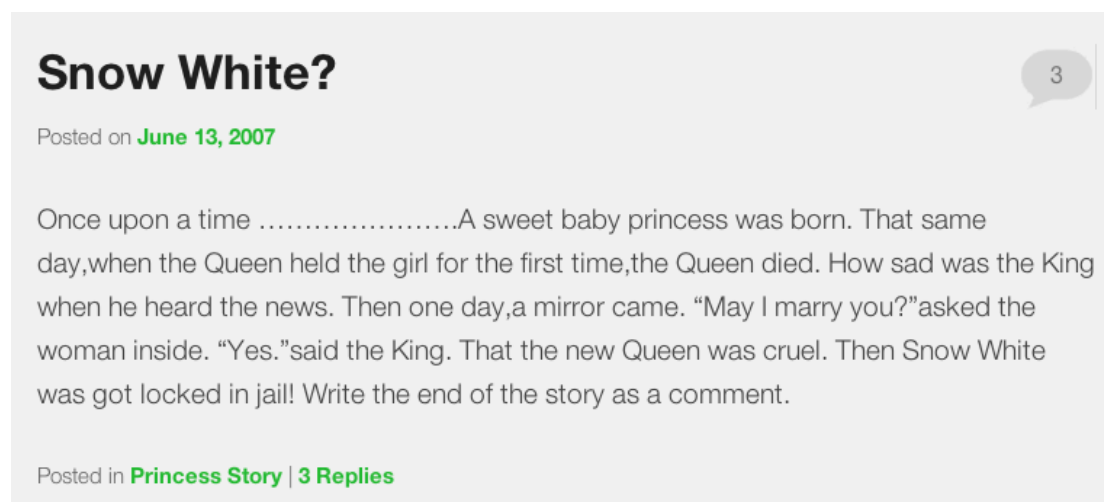 Snow White?
3
Posted on June 13, 2007
Once upon a time ......................A sweet baby princess was born. That same
day,when the Queen held the girl for the first time,the Queen died. How sad was the King
when he heard the news. Then one day,a mirror came. “May I marry you?”asked the
woman inside. “Yes.”said the King. That the new Queen was cruel. Then Snow White
was got locked in jail! Write the end of the story as a comment.
Posted in Princess Story | 3 Replies